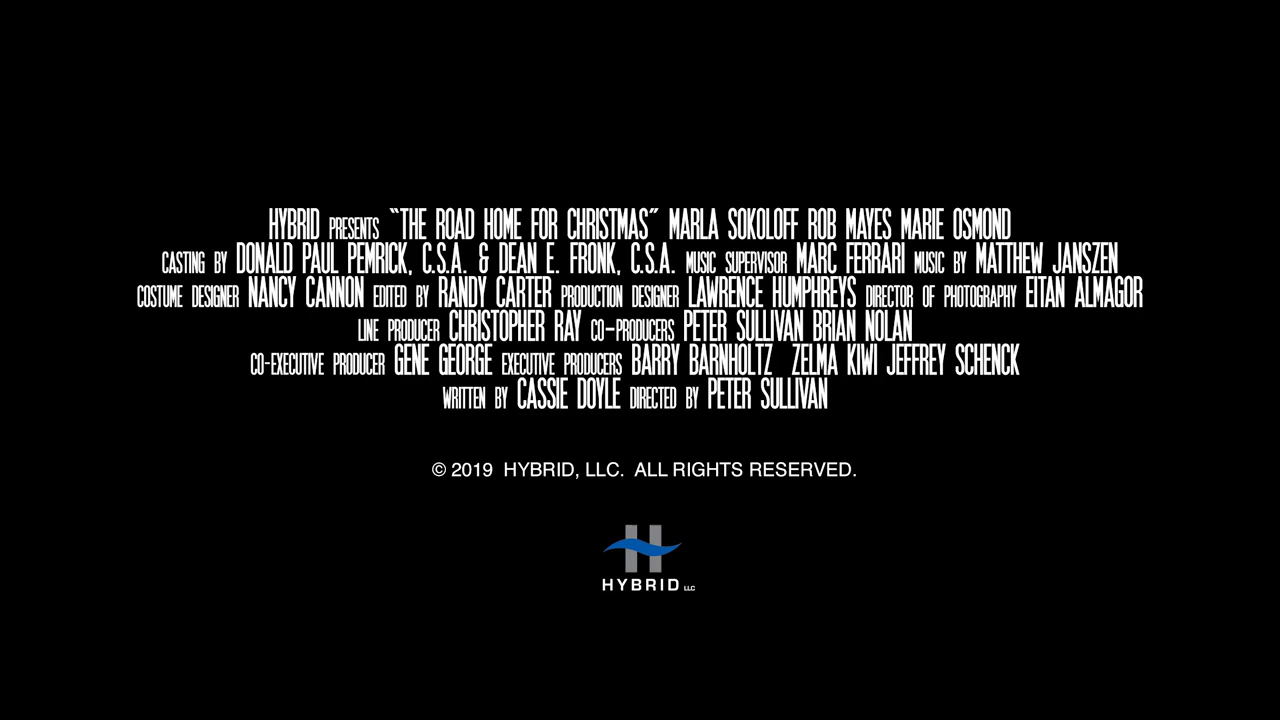 HYBRID PRESENTS "THE ROAD HOME FOR CHRISTMAS" MARLA SOKOLOFF ROB MAYES MARIE OSMOND
CASTING BY DONALD PAUL PEMRICK, C.S.A. & DEAN E. FRONK, C.S.A. MUSIC SUPERVISOR MARC FERRARI MUSIC BY MATTHEW JANSZEN
COSTUME DESIGNER NANCY CANNON EDITED BY RANDY CARTER PRODUCTION DESIGNER LAWRENCE HUMPHREYS DIRECTOR OF PHOTOGRAPHY EITAN ALMAGOR
LINE PRODUCER CHRISTOPHER RAY CO-PRODUCERS PETER SULLIVAN BRIAN NOLAN
CO-EXECUTIVE PRODUCER GENE GEORGE EXECUTIVE PRODUCERS BARRY BARNHOLTZ ZELMA KIWI JEFFREY SCHENCK
WRITTEN BY CASSIE DOYLE DIRECTED BY PETER SULLIVAN
© 2019 HYBRID, LLC. ALL RIGHTS RESERVED.
H
HYBRID LLC